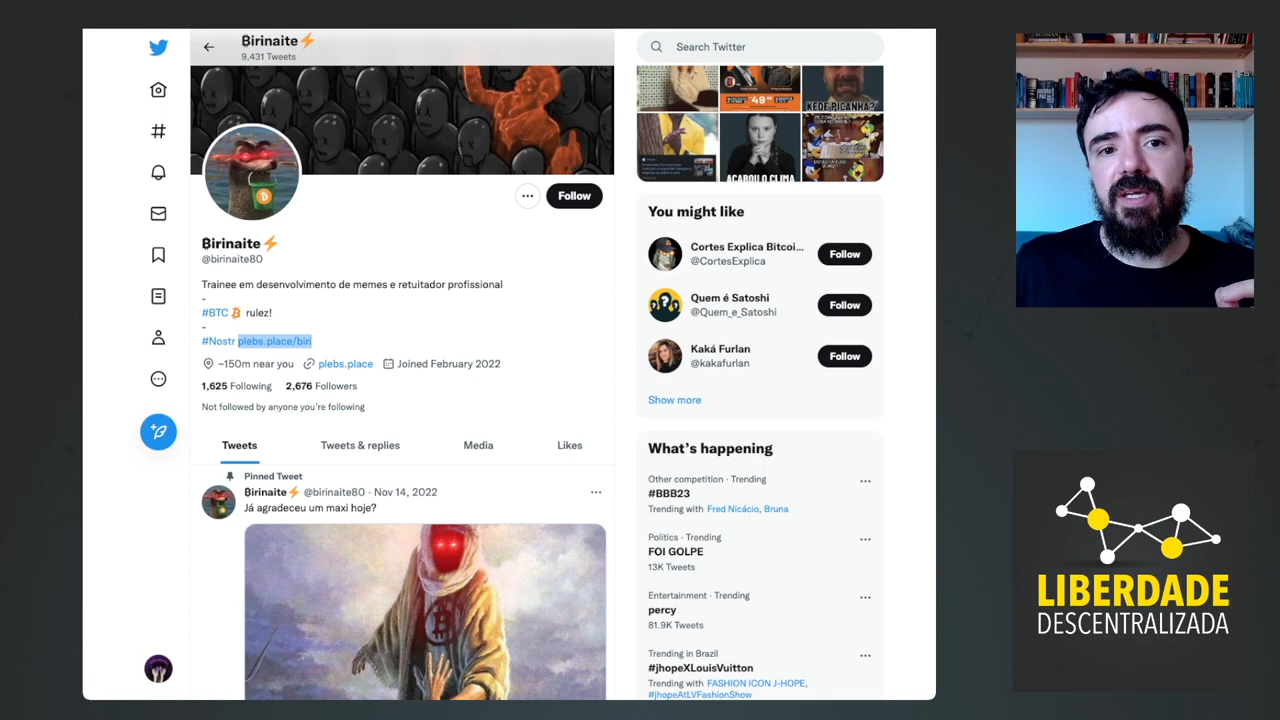 ₿irinaite⚡
9,431 Tweets
Follow
₿irinaite⚡
@birinaite80
Trainee em desenvolvimento de memes e retuitador profissional
-
#BTC rulez!
-
#Nostr plebs.place/biri
~150m near you plebs.place Joined February 2022
1,625 Following 2,676 Followers
Not followed by anyone you're following
Tweets Tweets & replies Media Likes
Pinned Tweet
₿irinaite⚡ @birinaite80 · Nov 14, 2022
Já agradeceu um maxi hoje?
Search Twitter
49
KEDE PICANHA?
ACABOU O CLIMA
You might like
Cortes Explica Bitcoi...
@CortesExplica
Follow
Quem é Satoshi
@Quem_e_Satoshi
Follow
Kaká Furlan
@kakafurlan
Follow
Show more
What's happening
Other competition · Trending
#BBB23
Trending with Fred Nicácio, Bruna
Politics · Trending
FOI GOLPE
13K Tweets
Entertainment · Trending
percy
81.9K Tweets
Trending in Brazil
#jhopeXLouisVuitton
Trending with FASHION ICON J-HOPE,
#jhopeAtLVFashionShow
LIBERDADE
DESCENTRALIZADA